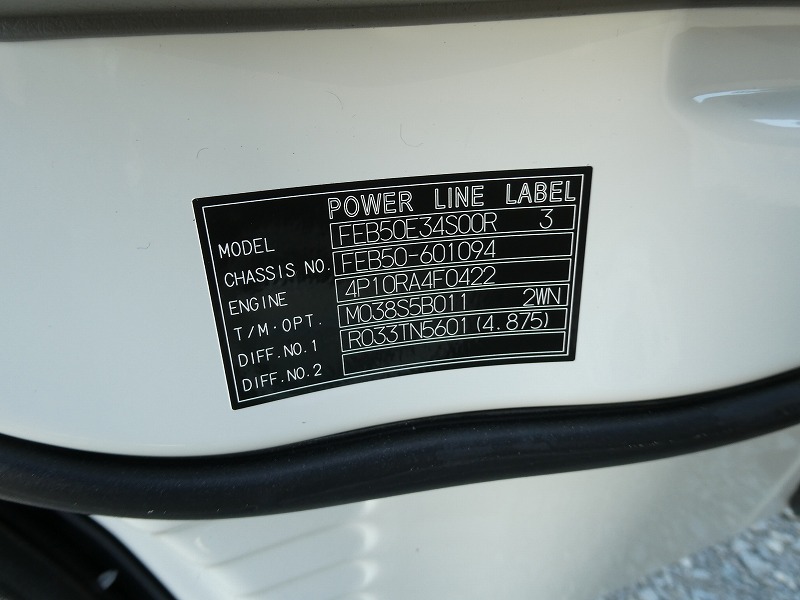 POWER LINE LABEL
MODEL FEB50E34S00R 3
CHASSIS NO. FEB50-601094
ENGINE 4P10RA4F0422
T/M·OPT. M038S5B011 2WN
DIFF.NO.1 R033TN5601(4.875)
DIFF.NO.2